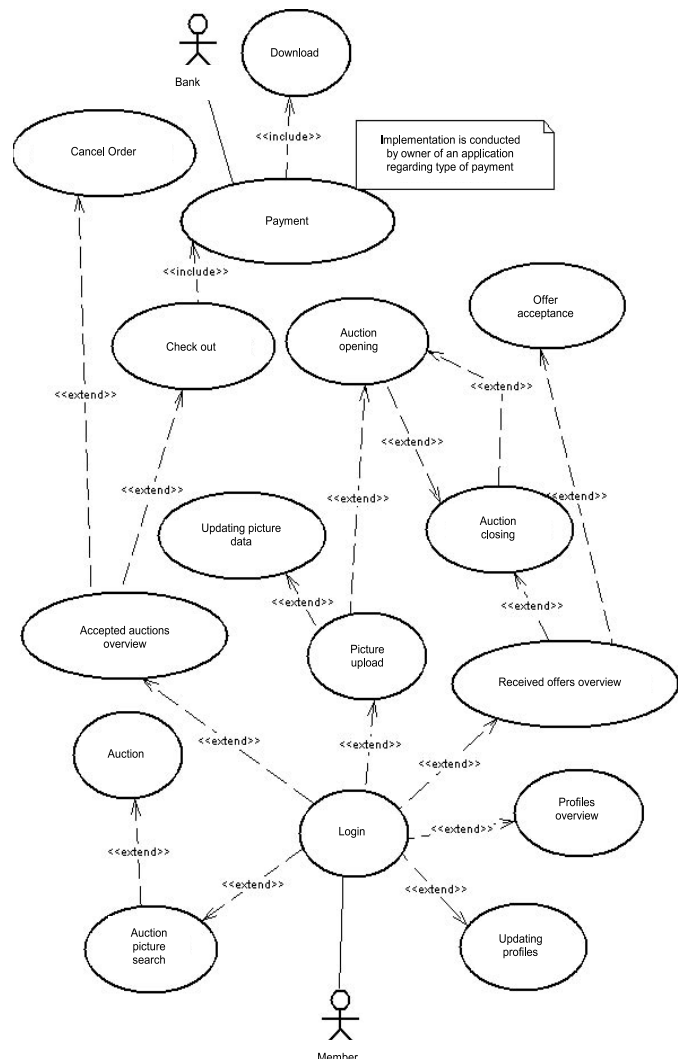 Download
Bank
<<include>>
Cancel Order
Implementation is conducted
by owner of an application
regarding type of payment
Payment
<<include>>
Offer
acceptance
Check out
Auction
opening
<<extend>>
<<extend>>
<<extend>>
<<extend>>
<<extend>>
<<extend>>
Updating picture
data
Auction
closing
<<extend>>
<<extend>>
Accepted auctions
overview
Picture
upload
Received offers overview
<<extend>>
<<extend>>
<<extend>>
Auction
Profiles
overview
Login
<<extend>>
<<extend>>
<<extend>>
<<extend>>
Auction
picture
search
Updating
profiles
Member